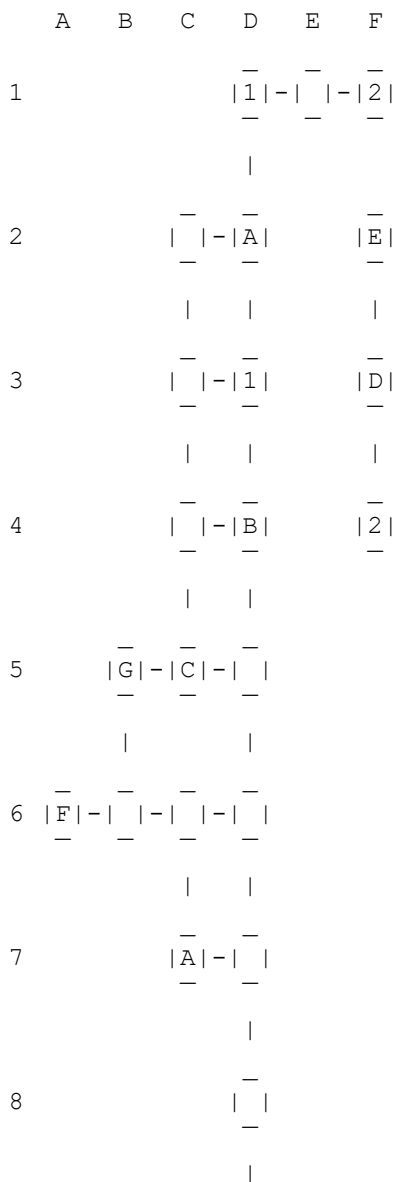 A B C D E F
1 |1|-| |-|2|
|
2 | |-|A| |E|
| | |
3 | |-|1| |D|
| | |
4 | |-|B| |2|
| |
5 |G|-|C|-| |
| |
6 |F|-| |-| |-| |
| |
7 |A|-| |
|
8 | |
|